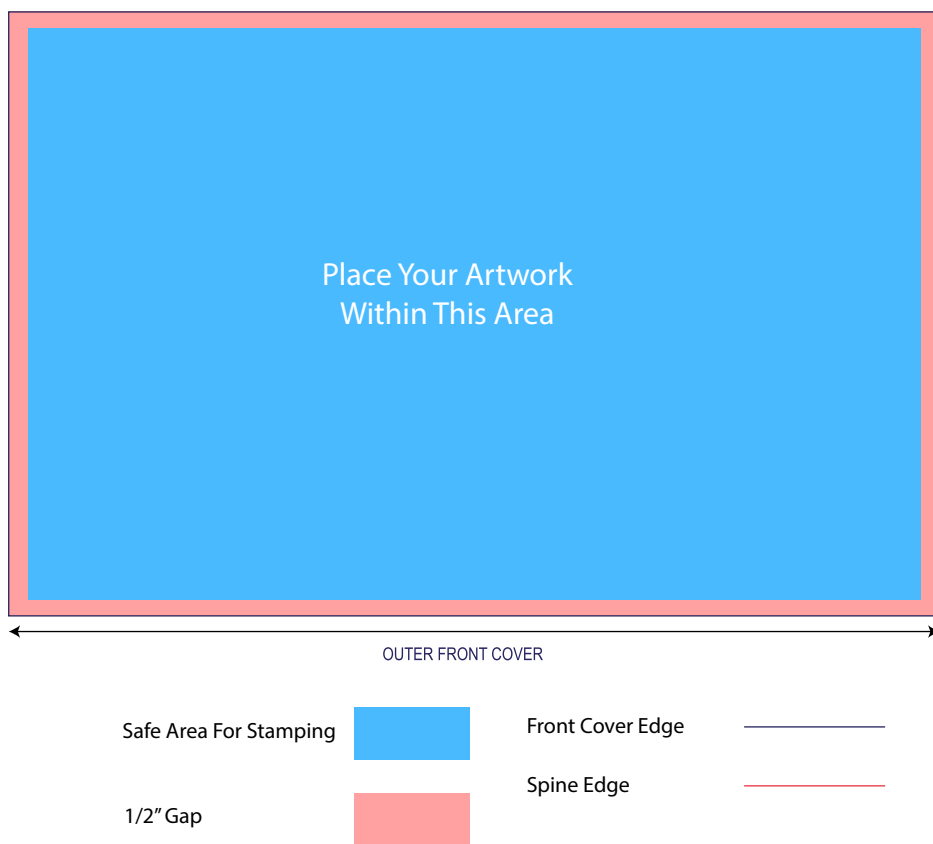 Place Your Artwork
Within This Area
OUTER FRONT COVER
Safe Area For Stamping
Front Cover Edge
Spine Edge
1/2” Gap